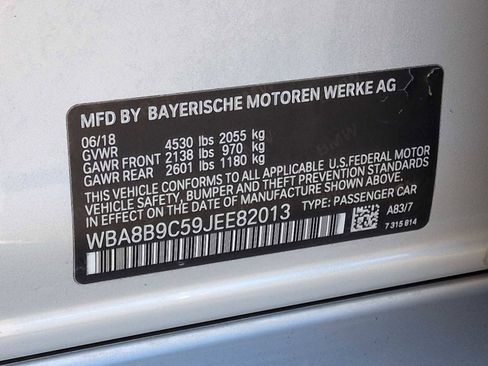 MFD BY BAYERISCHE MOTOREN WERKE AG
06/18
GVWR 4530 lbs 2055 kg
GAWR FRONT 2138 lbs 970 kg
GAWR REAR 2601 lbs 1180 kg
THIS VEHICLE CONFORMS TO ALL APPLICABLE U.S.FEDERAL MOTOR
VEHICLE SAFETY, BUMPER AND THEFT PREVENTION STANDARDS
IN EFFECT ON THE DATE OF MANUFACTURE SHOWN ABOVE.
WBA8B9C59JEE82013 TYPE: PASSENGER CAR
A83/7
7 315 814